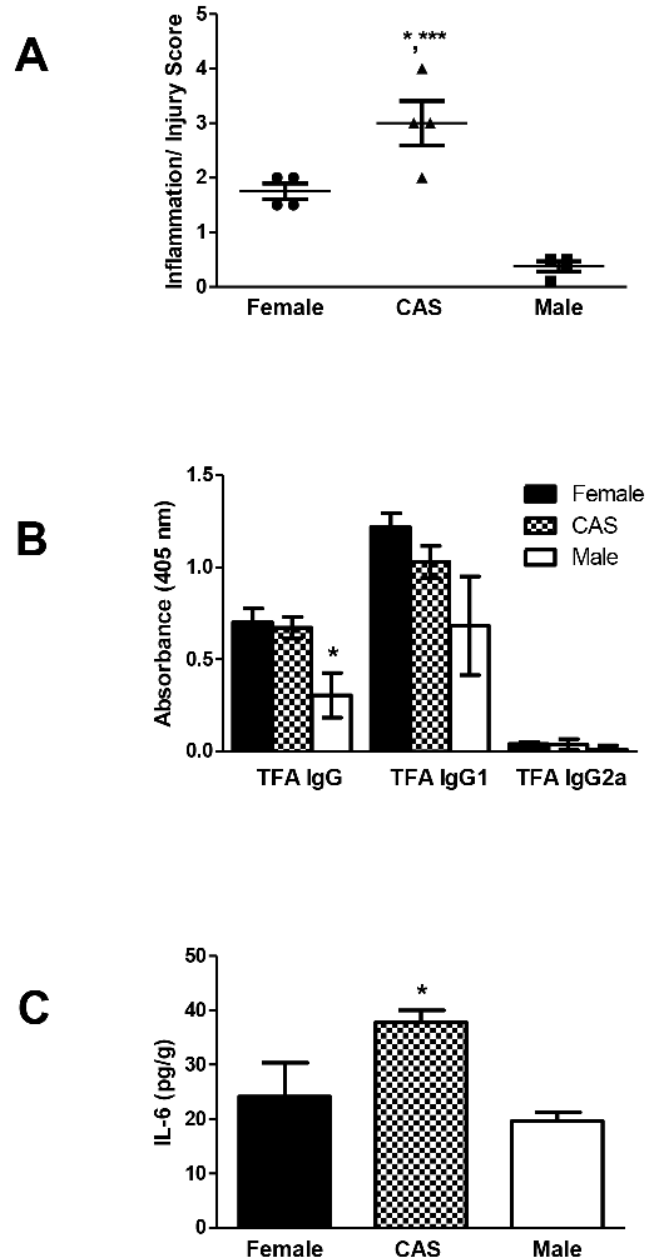 A
Inflammation/ Injury Score
5
4
3
2
1
0
*,***
Female CAS Male
B
Absorbance (405 nm)
1.5
1.0
0.5
0.0
Female
CAS
Male
*
TFA IgG TFA IgG1 TFA IgG2a
C
IL-6 (pg/g)
50
40
30
20
10
0
*
Female CAS Male